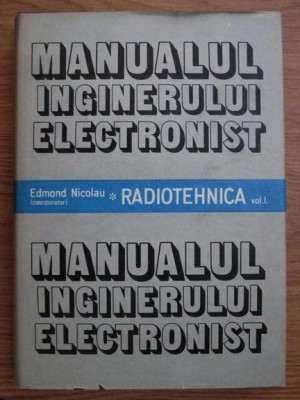 MANUALUL
INGINERULUI
ELECTRONIST
Edmond Nicolau * RADIOTEHNICA vol.I.
(coordonator)
MANUALUL
INGINERULUI
ELECTRONIST